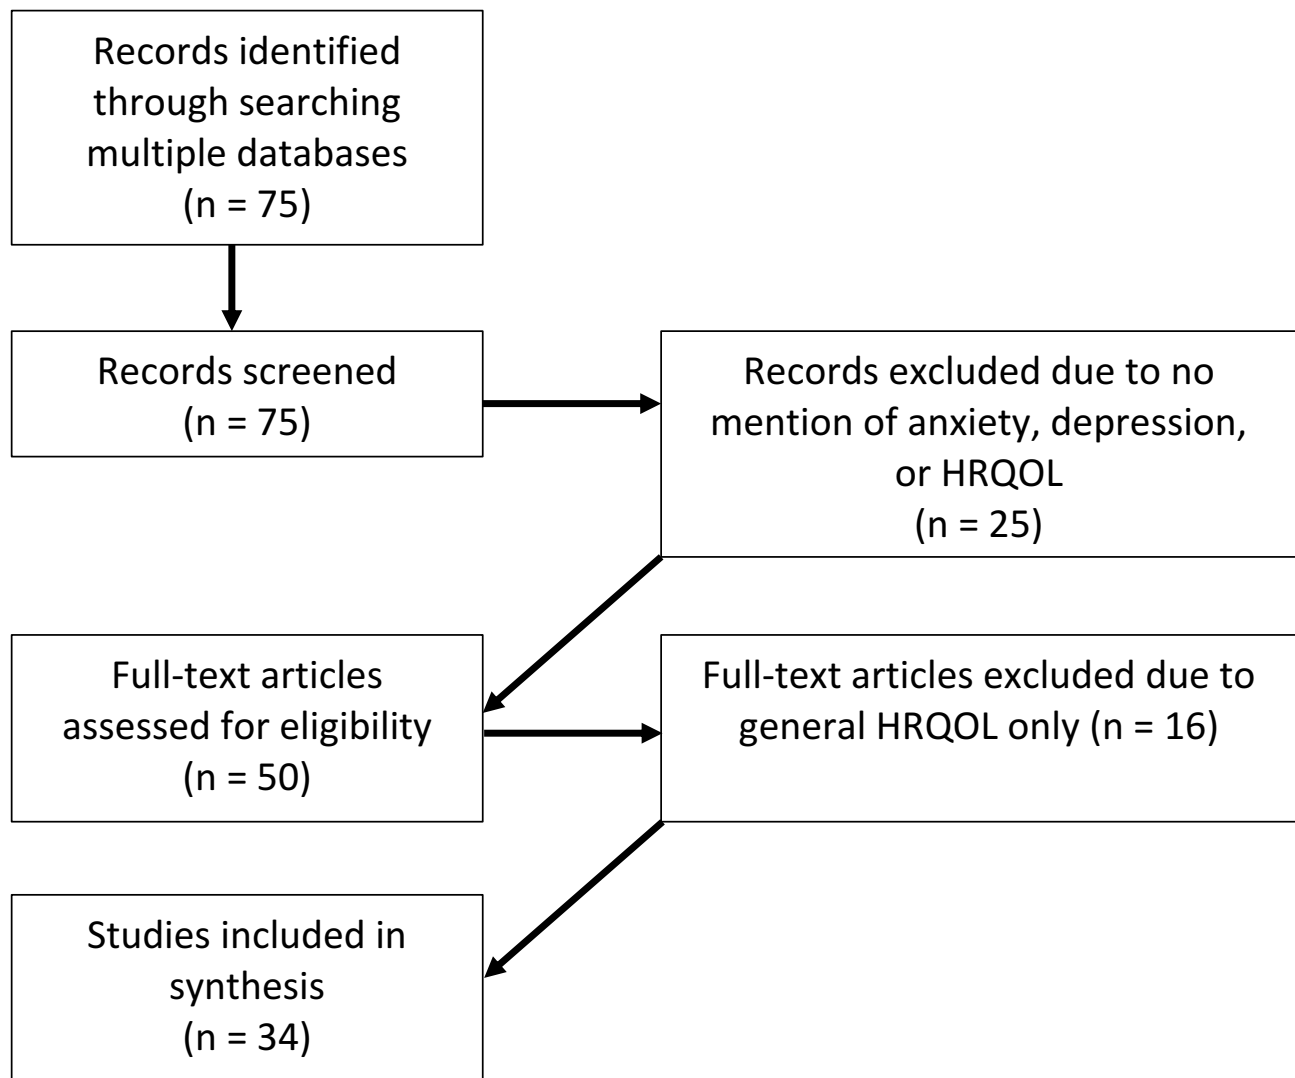 Records identified
through searching
multiple databases
(n = 75)
Records screened
(n = 75)
Records excluded due to no
mention of anxiety, depression,
or HRQOL
(n = 25)
Full-text articles
assessed for eligibility
(n = 50)
Full-text articles excluded due to
general HRQOL only (n = 16)
Studies included in
synthesis
(n = 34)